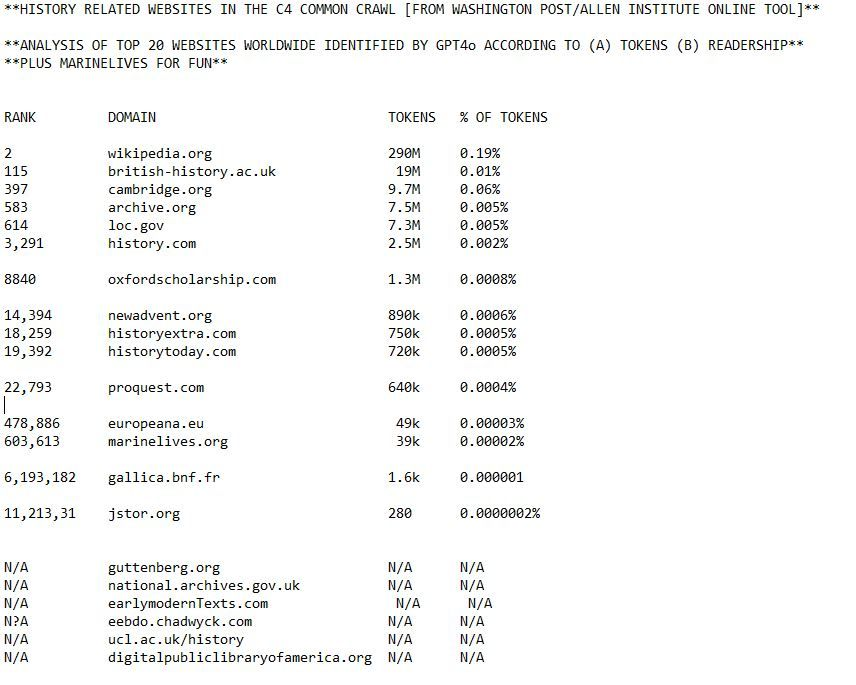 **HISTORY RELATED WEBSITES IN THE C4 COMMON CRAWL [FROM WASHINGTON POST/ALLEN INSTITUTE ONLINE TOOL]**
**ANALYSIS OF TOP 20 WEBSITES WORLDWIDE IDENTIFIED BY GPT4o ACCORDING TO (A) TOKENS (B) READERSHIP**
**PLUS MARINELIVES FOR FUN**
RANK DOMAIN TOKENS % OF TOKENS
2 wikipedia.org 290M 0.19%
115 british-history.ac.uk 19M 0.01%
397 cambridge.org 9.7M 0.06%
583 archive.org 7.5M 0.005%
614 loc.gov 7.3M 0.005%
3,291 history.com 2.5M 0.002%
8840 oxfordscholarship.com 1.3M 0.0008%
14,394 newadvent.org 890k 0.0006%
18,259 historyextra.com 750k 0.0005%
19,392 historytoday.com 720k 0.0005%
22,793 proquest.com 640k 0.0004%
478,886 europeana.eu 49k 0.00003%
603,613 marinelives.org 39k 0.00002%
6,193,182 gallica.bnf.fr 1.6k 0.000001
11,213,31 jstor.org 280 0.0000002%
N/A guttenberg.org N/A N/A
N/A national.archives.gov.uk N/A N/A
N/A earlymodernTexts.com N/A N/A
N?A eebdo.chadwyck.com N/A N/A
N/A ucl.ac.uk/history N/A N/A
N/A digitalpubliclibraryofamerica.org N/A N/A